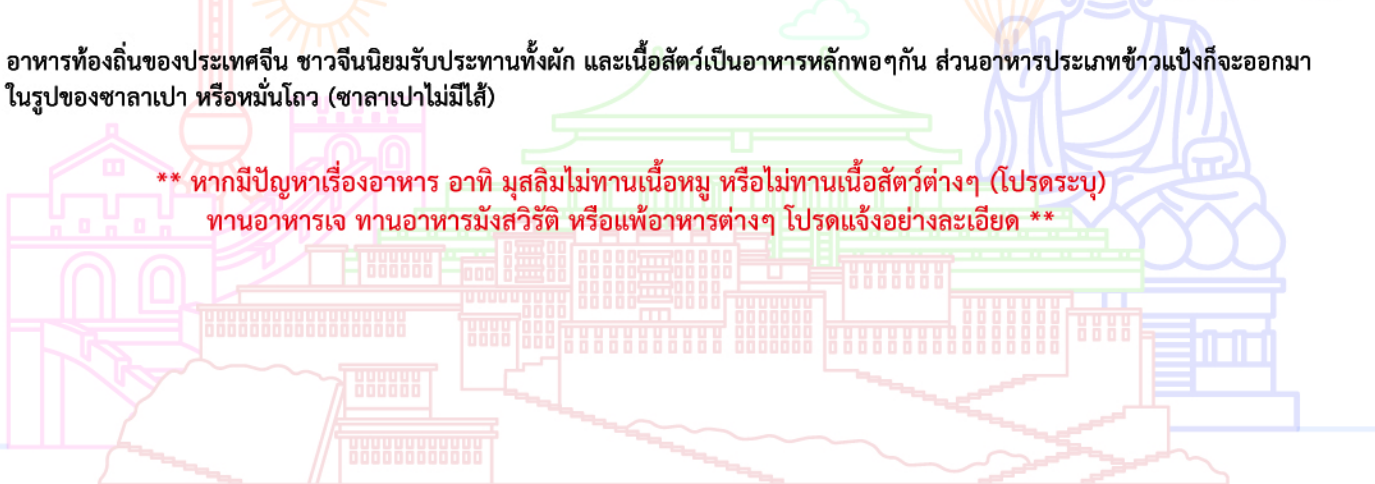 อาหารท้องถิ่นของประเทศจีน ชาวจีนนิยมรับประทานทั้งผัก และเนื้อสัตว์เป็นอาหารหลักพอๆกัน ส่วนอาหารประเภทข้าวแป้งก็จะออกมา
ในรูปของซาลาเปา หรือหมั่นโถว (ซาลาเปาไม่มีไส้)
** หากมีปัญหาเรื่องอาหาร อาทิ มุสลิมไม่ทานเนื้อหมู หรือไม่ทานเนื้อสัตว์ต่างๆ (โปรดระบุ)
ทานอาหารเจ ทานอาหารมังสวิรัติ หรือแพ้อาหารต่างๆ โปรดแจ้งอย่างละเอียด **